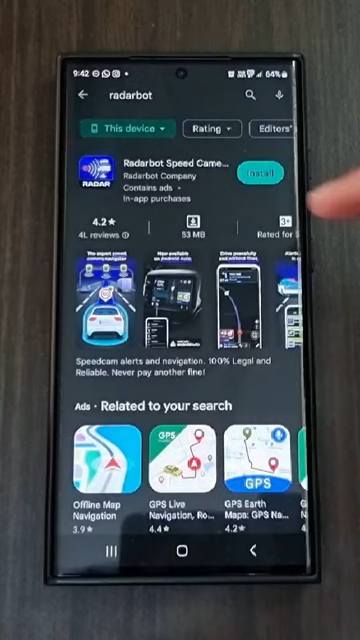 9:42
64%
radarbot
This device
Rating
Editors'
Radarbot Speed Came...
Radarbot Company
Contains ads •
In-app purchases
Install
RADAR
4.2★
4L reviews
53 MB
3+
Rated for
Speedcam alerts and navigation. 100% Legal and
Reliable. Never pay another fine!
Ads • Related to your search
GPS
GPS
Offline Map
Navigation
3.9★
GPS Live
Navigation, Ro...
4.4★
GPS Earth
Maps: GPS Na...
4.2★